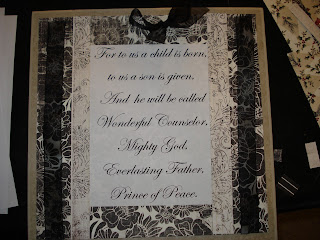 For to us a child is born,
to us a son is given,
And he will be called
Wonderful Counselor,
Mighty God,
Everlasting Father,
Prince of Peace.